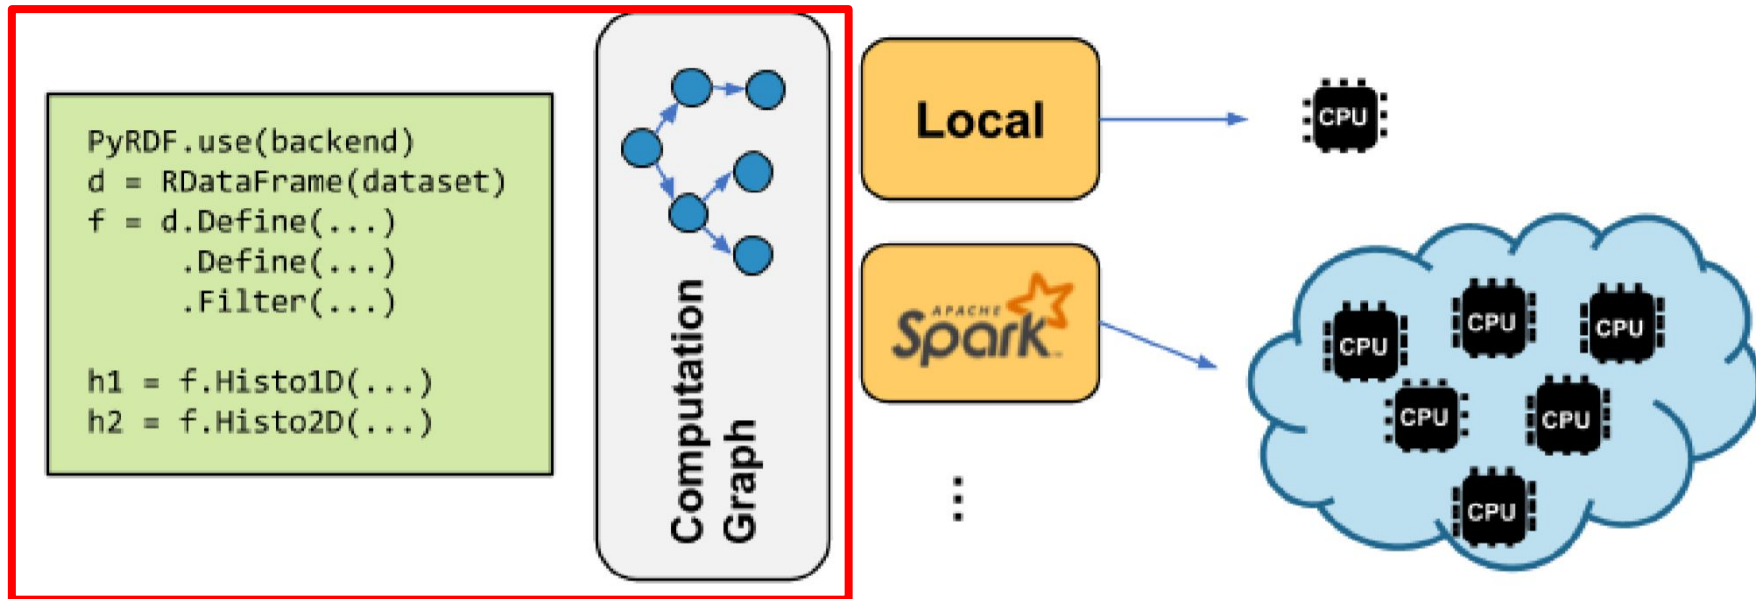 PyRDF.use(backend)
d = RDataFrame(dataset)
f = d.Define(...)
.Define(...)
.Filter(...)
h1 = f.Histo1D(...)
h2 = f.Histo2D(...)
Computation
Graph
Local
APACHE
Spark™
⋮
CPU
CPU
CPU
CPU
CPU
CPU
CPU